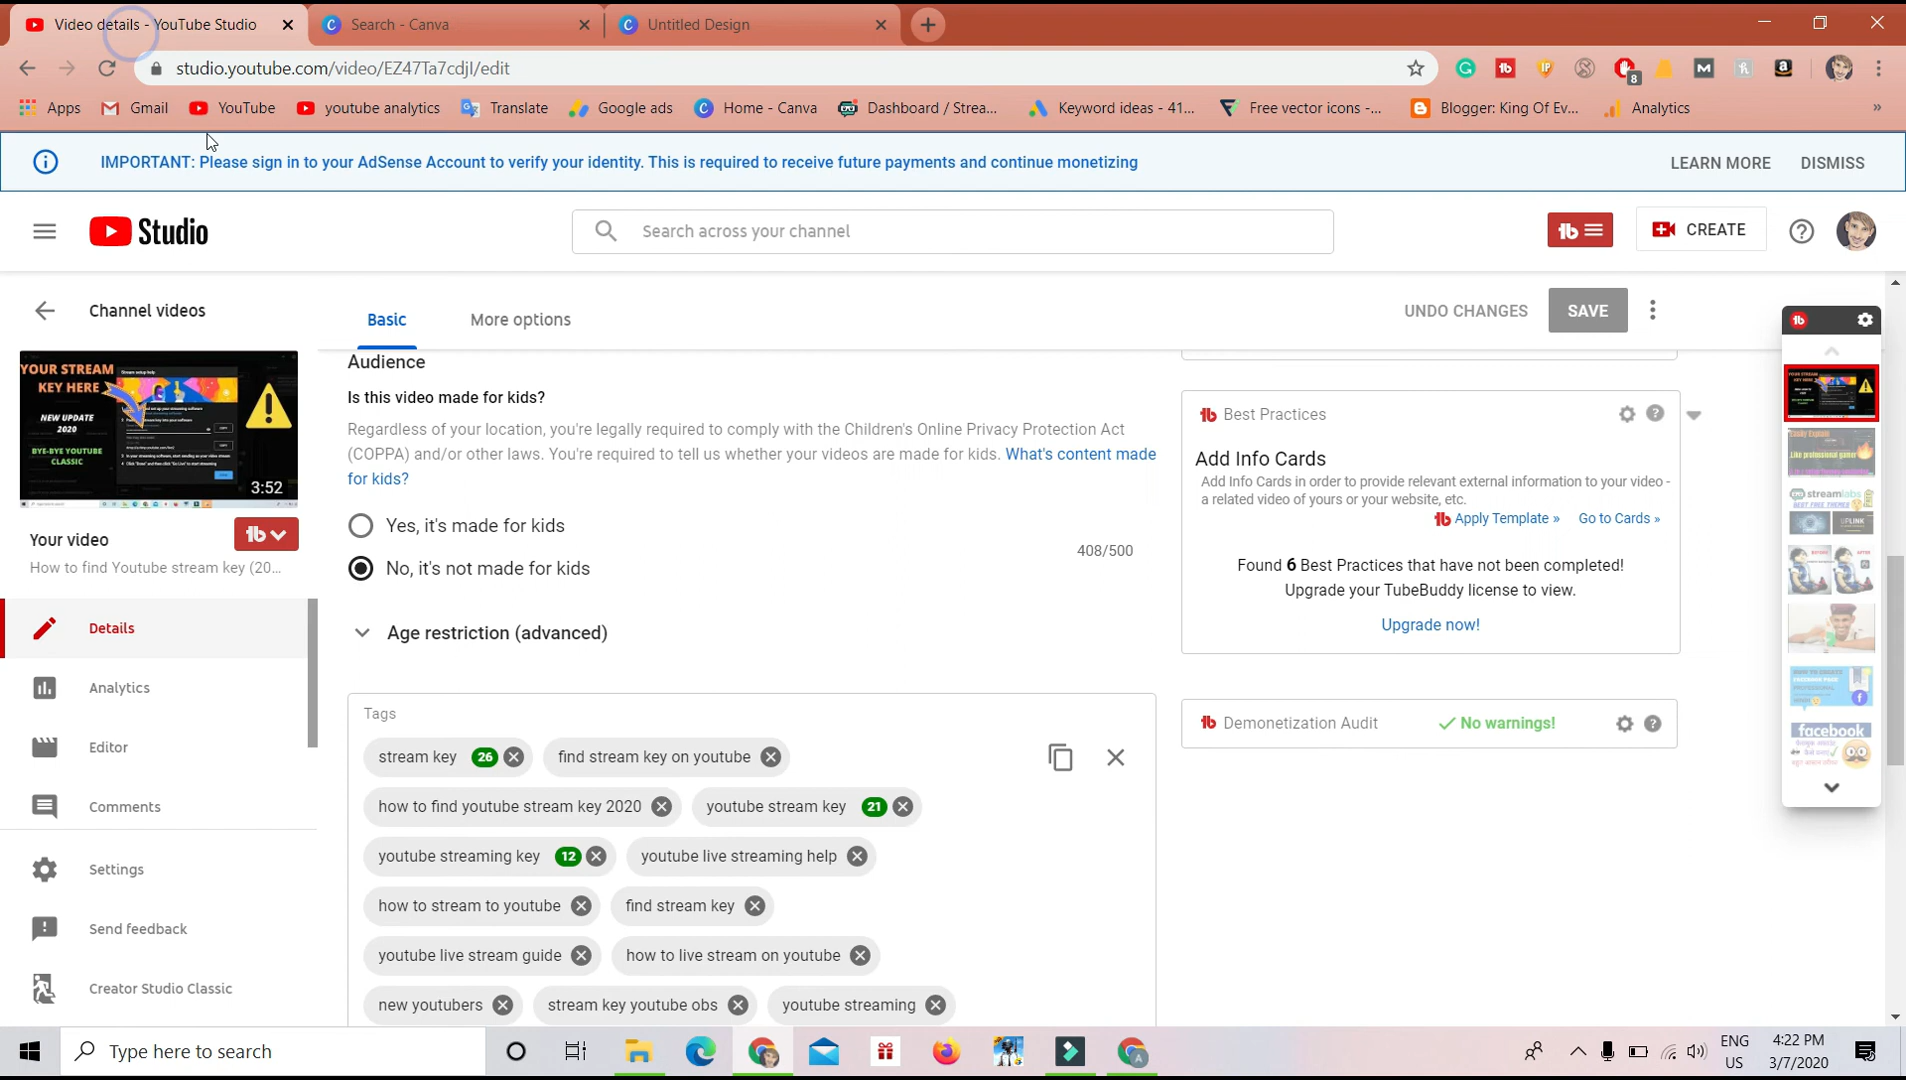 Video details - YouTube Studio
Search - Canva
Untitled Design
studio.youtube.com/video/EZ47Ta7cdjI/edit
8
Apps
Gmail
YouTube
youtube analytics
Translate
Google ads
Home - Canva
Dashboard / Strea...
Keyword ideas - 41...
Free vector icons -...
Blogger: King Of Ev...
Analytics
IMPORTANT: Please sign in to your AdSense Account to verify your identity. This is required to receive future payments and continue monetizing
LEARN MORE
DISMISS
Studio
Search across your channel
CREATE
Channel videos
Basic
More options
UNDO CHANGES
SAVE
YOUR STREAM
KEY HERE
NEW UPDATE
2020
BYE-BYE YOUTUBE
CLASSIC
3:52
Your video
How to find Youtube stream key (20...
Details
Analytics
Editor
Comments
Settings
Send feedback
Creator Studio Classic
Audience
Is this video made for kids?
Regardless of your location, you're legally required to comply with the Children's Online Privacy Protection Act
(COPPA) and/or other laws. You're required to tell us whether your videos are made for kids. What's content made
for kids?
Yes, it's made for kids
408/500
No, it's not made for kids
Age restriction (advanced)
Tags
stream key 26
find stream key on youtube
how to find youtube stream key 2020
youtube stream key 21
youtube streaming key 12
youtube live streaming help
how to stream to youtube
find stream key
youtube live stream guide
how to live stream on youtube
new youtubers
stream key youtube obs
youtube streaming
Best Practices
Add Info Cards
Add Info Cards in order to provide relevant external information to your video -
a related video of yours or your website, etc.
Apply Template »
Go to Cards »
Found 6 Best Practices that have not been completed!
Upgrade your TubeBuddy license to view.
Upgrade now!
Demonetization Audit
No warnings!
Like professional gamer
streamlabs
facebook
Type here to search
ENG
US
4:22 PM
3/7/2020